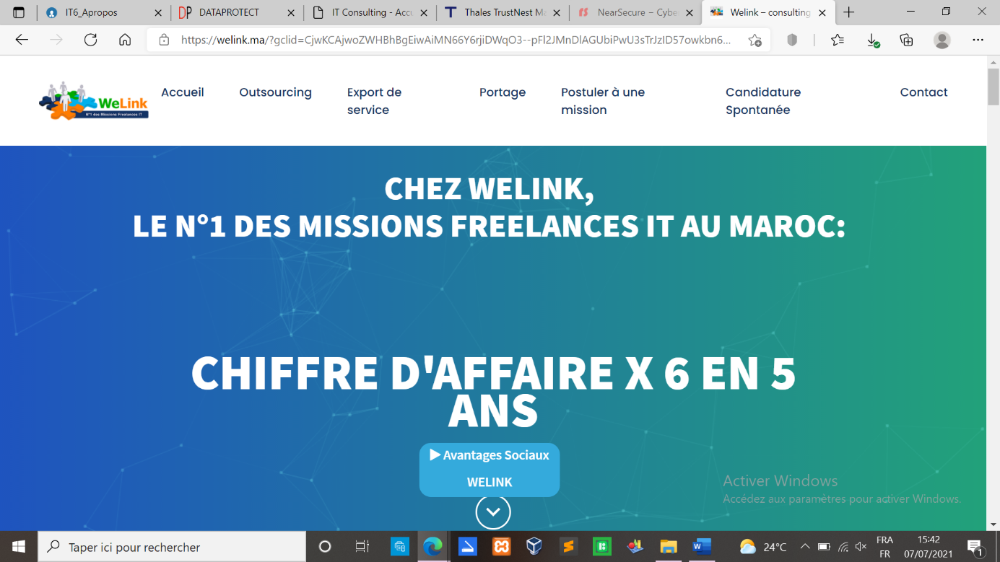 IT6_Apropos
DATAPROTECT
IT Consulting - Accu
Thales TrustNest Ma
NearSecure – Cyber
Welink – consulting
https://welink.ma/?gclid=CjwKCAjwoZWHBhBgEiwAiMN66Y6rjiDWqO3--pFl2JMnDlAGUbiPwU3sTrJzID57owkbn6...
WeLink
N°1 des Missions Freelances IT
Accueil
Outsourcing
Export de
service
Portage
Postuler à une
mission
Candidature
Spontanée
Contact
CHEZ WELINK,
LE N°1 DES MISSIONS FREELANCES IT AU MAROC:
CHIFFRE D'AFFAIRE X 6 EN 5
ANS
Avantages Sociaux
WELINK
Activer Windows
Accédez aux paramètres pour activer Windows.
Taper ici pour rechercher
24°C
FRA
FR
15:42
07/07/2021
1